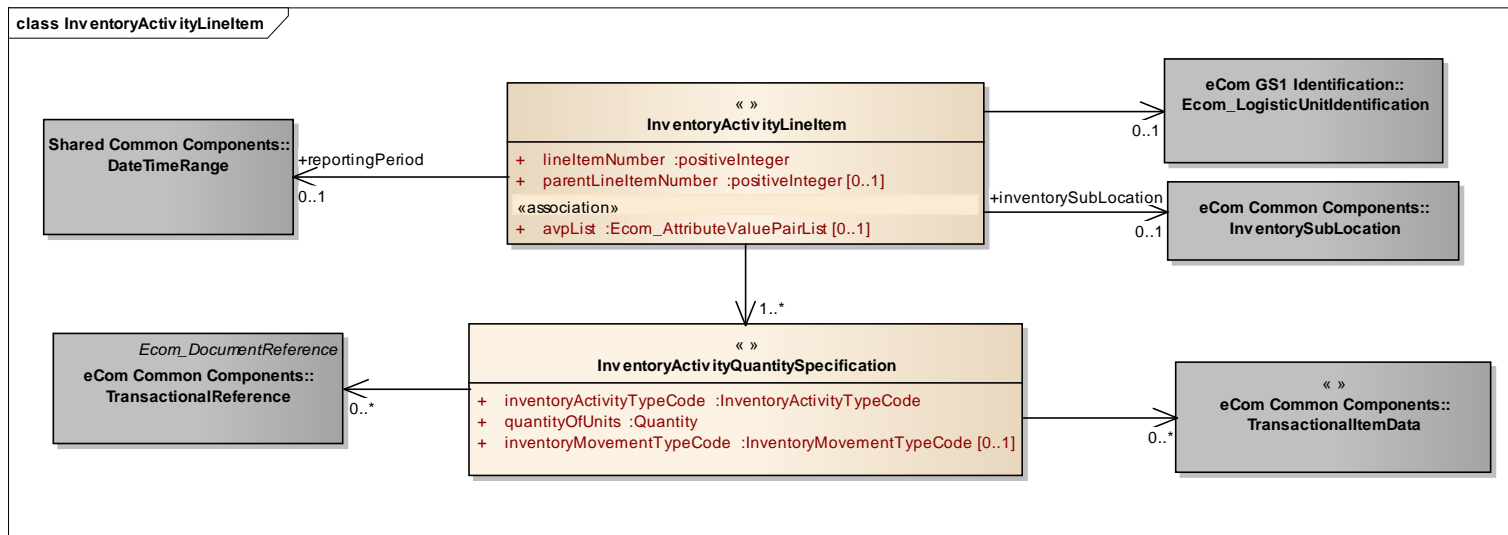 class InventoryActivityLineItem
« »
InventoryActivityLineItem
+ lineItemNumber :positiveInteger
+ parentLineItemNumber :positiveInteger [0..1]
«association»
+ avpList :Ecom_AttributeValuePairList [0..1]
Shared Common Components::
DateTimeRange
+reportingPeriod
0..1
eCom GS1 Identification::
Ecom_LogisticUnitIdentification
0..1
+inventorySubLocation
0..1
eCom Common Components::
InventorySubLocation
1..*
« »
InventoryActivityQuantitySpecification
+ inventoryActivityTypeCode :InventoryActivityTypeCode
+ quantityOfUnits :Quantity
+ inventoryMovementTypeCode :InventoryMovementTypeCode [0..1]
Ecom_DocumentReference
eCom Common Components::
TransactionalReference
0..*
« »
eCom Common Components::
TransactionalItemData
0..*